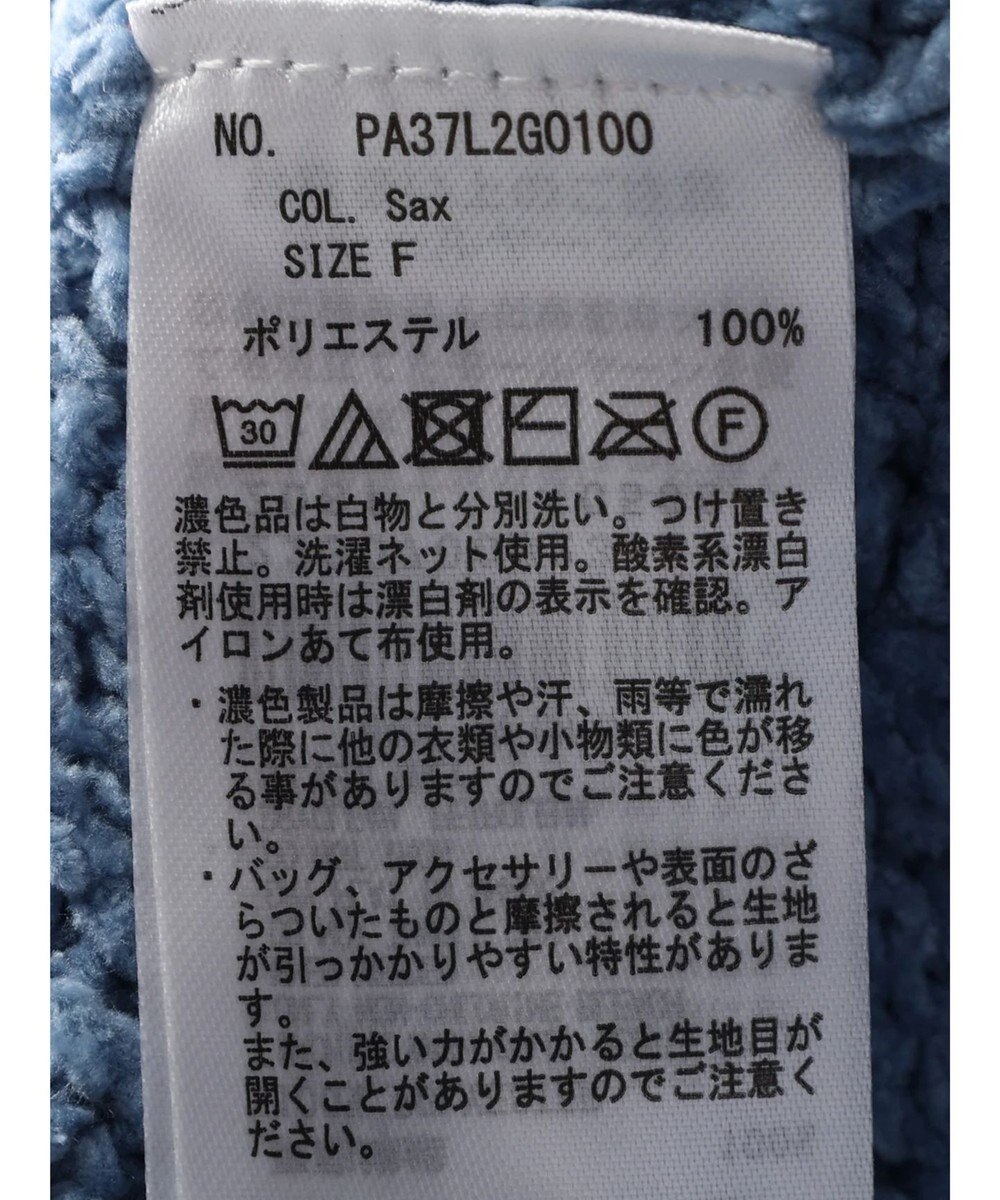 NO. PA37L2G0100
COL. Sax
SIZE F
ポリエステル 100%
30 F
濃色品は白物と分別洗い。つけ置き
禁止。洗濯ネット使用。酸素系漂白
剤使用時は漂白剤の表示を確認。ア
イロンあて布使用。
・濃色製品は摩擦や汗、雨等で濡れ
た際に他の衣類や小物類に色が移
る事がありますのでご注意くださ
い。
・バッグ、アクセサリーや表面のざ
らついたものと摩擦されると生地
が引っかかりやすい特性がありま
す。
また、強い力がかかると生地目が
開くことがありますのでご注意く
ださい。